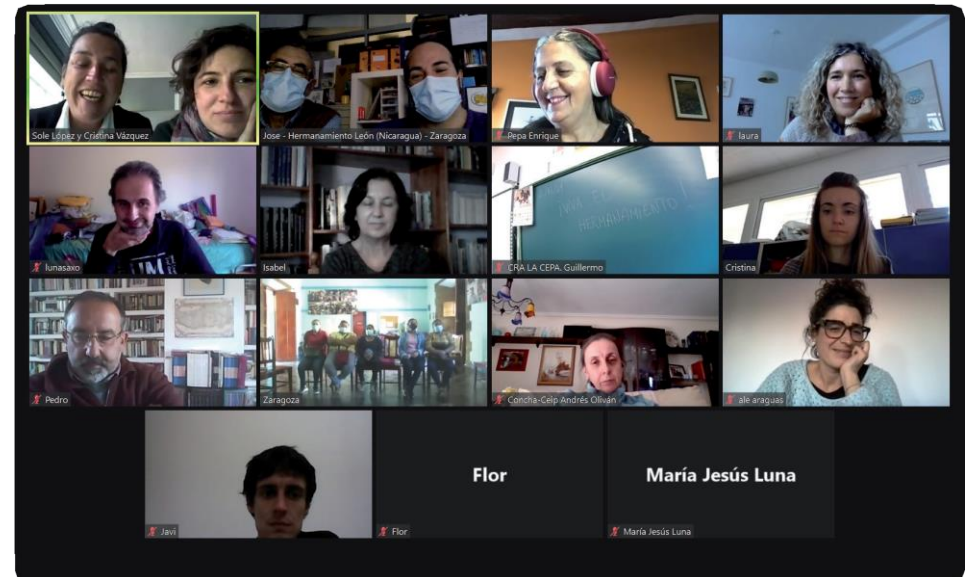 Sole López y Cristina Vázquez
Jose - Hermanamiento León (Nicaragua) - Zaragoza
Pepa Enrique
laura
lunasaxo
Isabel
CRA LA CEPA. Guillermo
HERMANAMIENTO
Cristina
Pedro
Zaragoza
Concha-Ceip Andrés Oliván
ale araguas
Javi
Flor
Flor
María Jesús Luna
María Jesús Luna